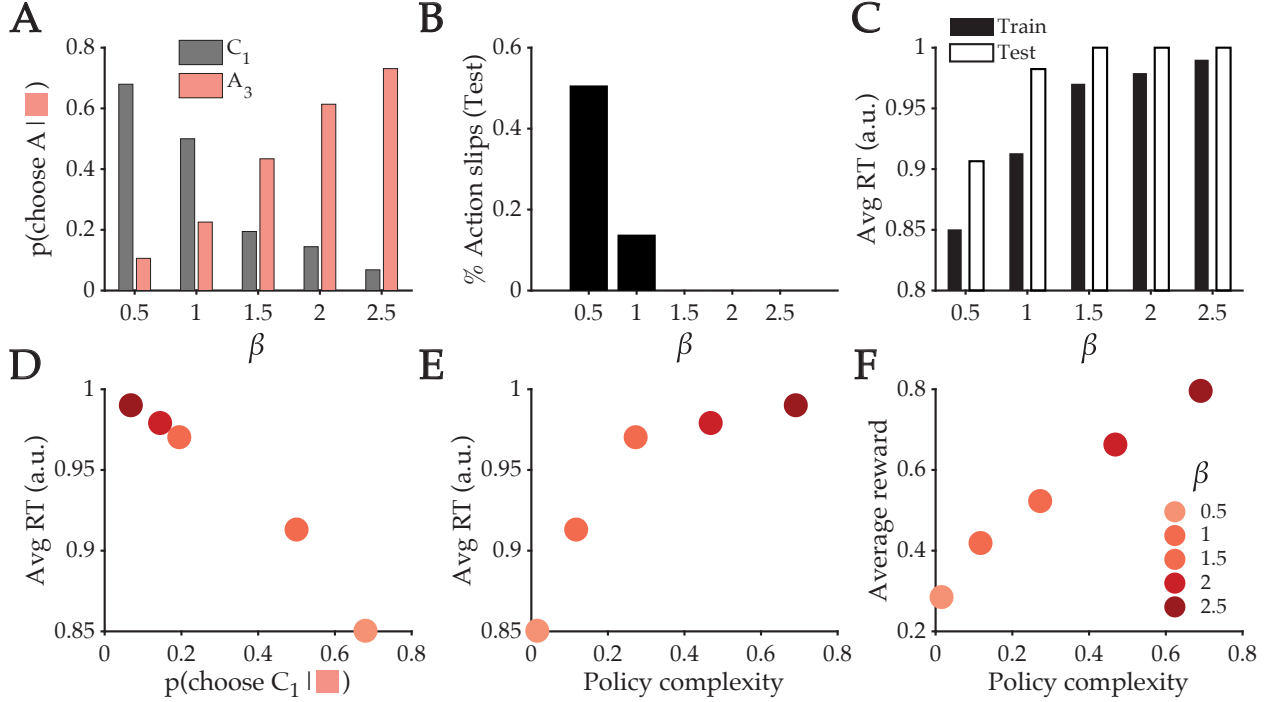 A
0.8
0.6
0.4
0.2
0
p(choose A | )
C1
A3
0.5 1 1.5 2 2.5
β
B
0.6
0.4
0.2
0
% Action slips (Test)
0.5 1 1.5 2 2.5
β
C
Train
Test
1
0.95
0.9
0.85
0.8
Avg RT (a.u.)
0.5 1 1.5 2 2.5
β
D
1
0.95
0.9
0.85
Avg RT (a.u.)
0 0.2 0.4 0.6 0.8
p(choose C1 | )
E
1
0.95
0.9
0.85
Avg RT (a.u.)
0 0.2 0.4 0.6 0.8
Policy complexity
F
0.8
0.6
0.4
0.2
Average reward
β
0.5
1
1.5
2
2.5
0 0.2 0.4 0.6 0.8
Policy complexity